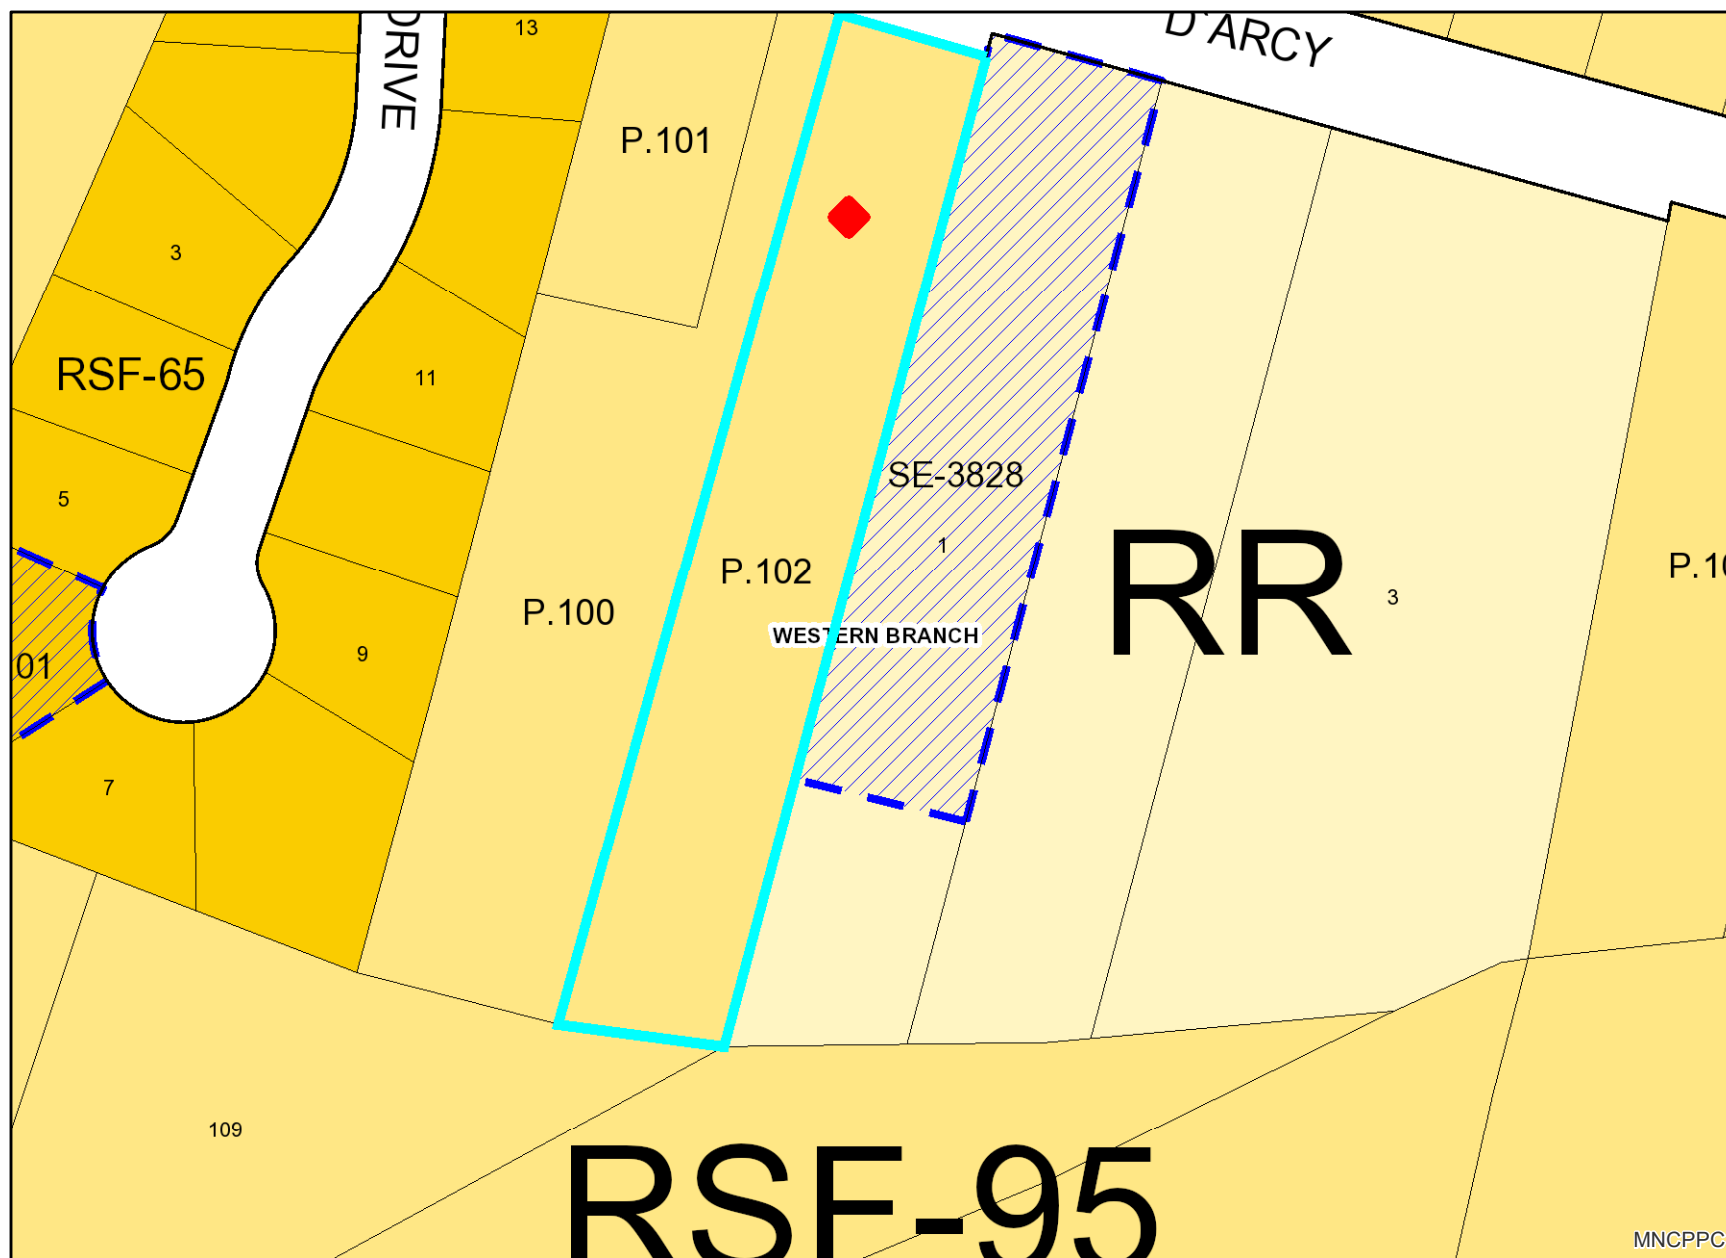 13
DRIVE
D'ARCY
P.101
3
RSF-65
11
SE-3828
5
1
P.102
RR
P.10
3
P.100
WESTERN BRANCH
9
01
7
109
RSF-95
MNCPPC